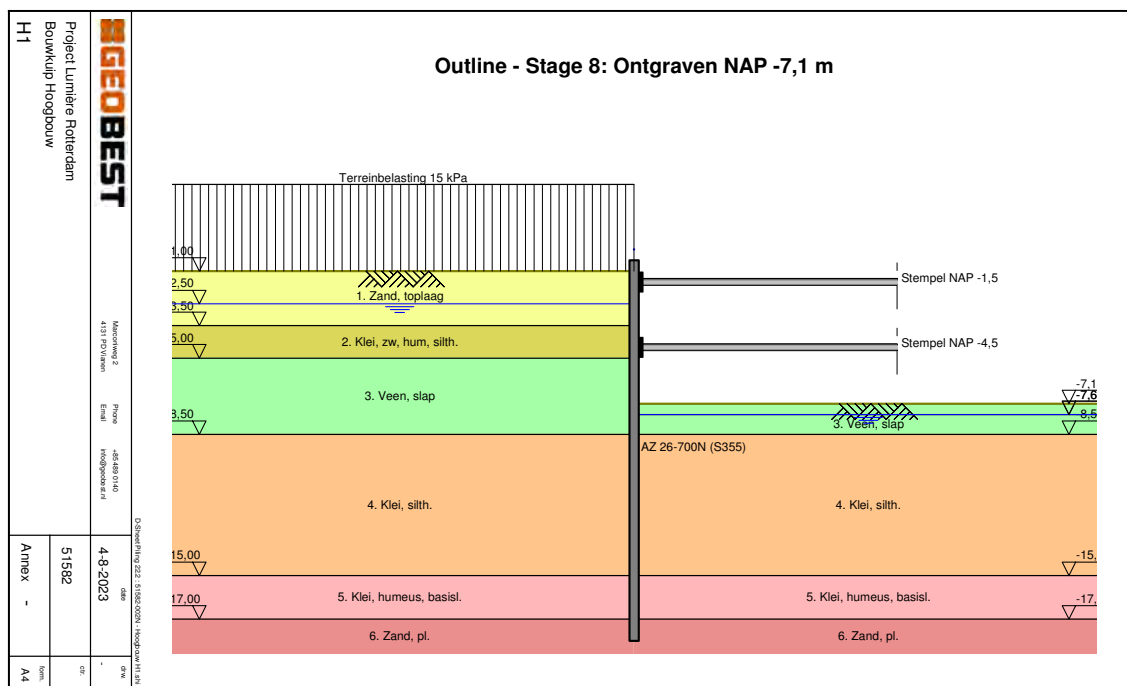 Outline - Stage 8: Ontgraven NAP -7,1 m
Terreinbelasting 15 kPa
1,00
2,50
3,50
5,00
8,50
15,00
17,00
1. Zand, toplaag
2. Klei, zw, hum, silth.
3. Veen, slap
4. Klei, silth.
5. Klei, humeus, basisl.
6. Zand, pl.
Stempel NAP -1,5
Stempel NAP -4,5
AZ 26-700N (S355)
-7,1
-7,6
-8,5
3. Veen, slap
4. Klei, silth.
-15,
5. Klei, humeus, basisl.
-17,
6. Zand, pl.
GEOBEST
Marconiweg 2
4131 PD Vianen
Phone +85 489 0140
Email info@geobest.nl
Project Lumière Rotterdam
Bouwkuip Hoogbouw
H1
date
4-8-2023
drw.
-
51582
ctr.
Annex -
form.
A4